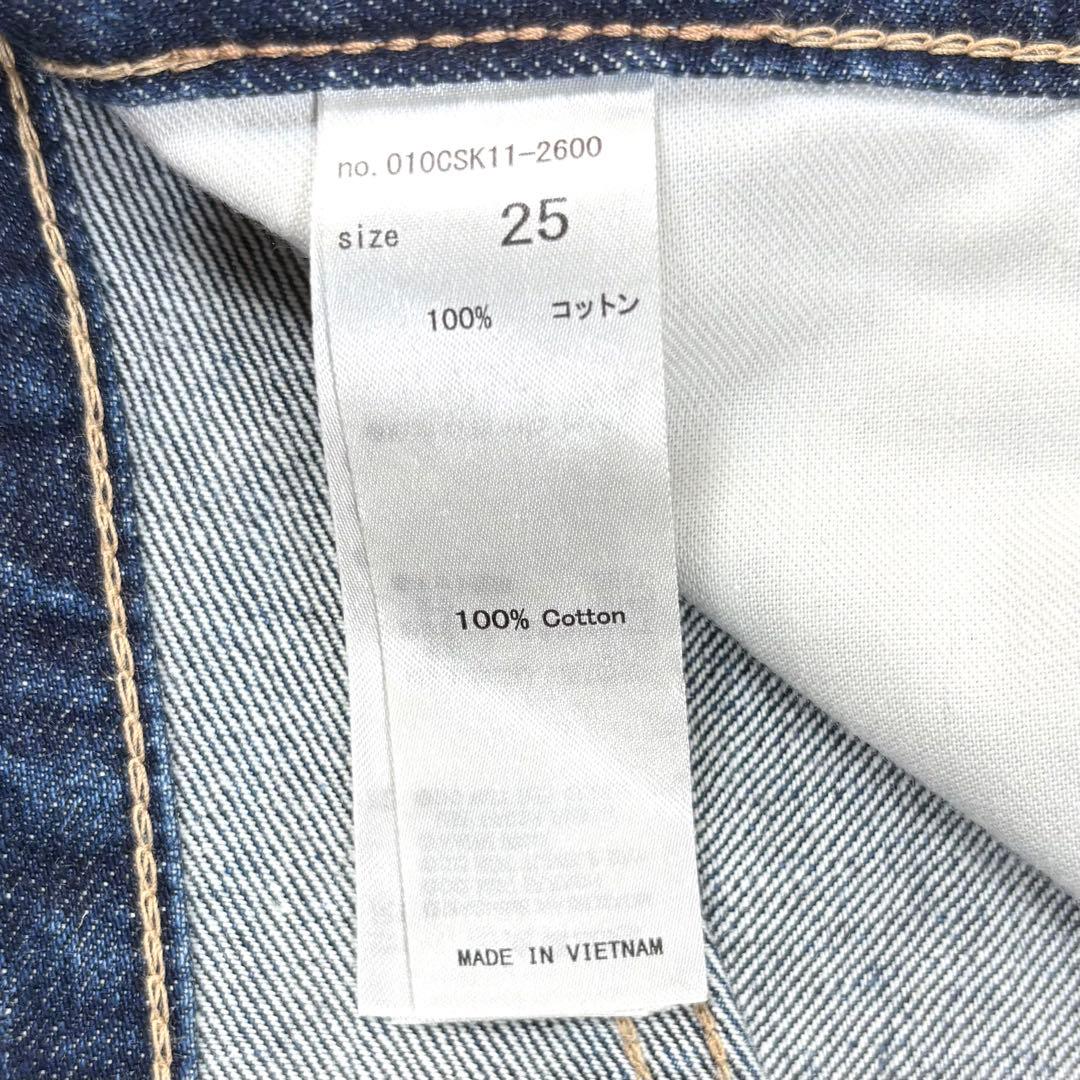 no. 010CSK11-2600
size 25
100% コットン
100% Cotton
MADE IN VIETNAM